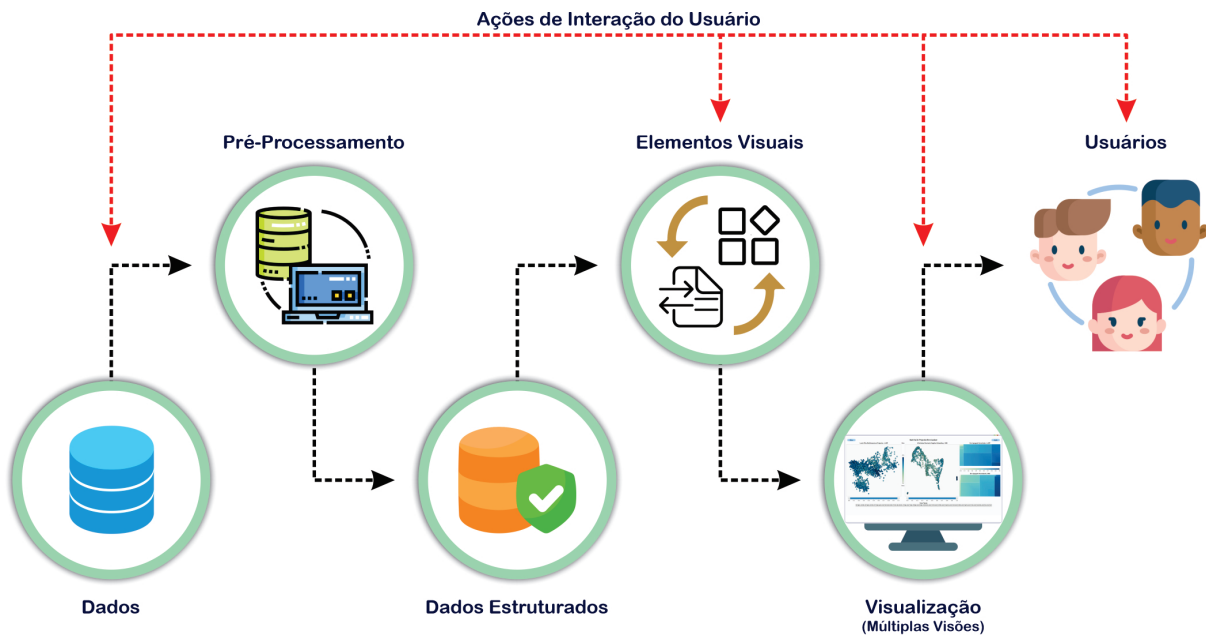 Ações de Interação do Usuário
Pré-Processamento
Elementos Visuais
Usuários
Dados
Dados Estruturados
Visualização
(Múltiplas Visões)